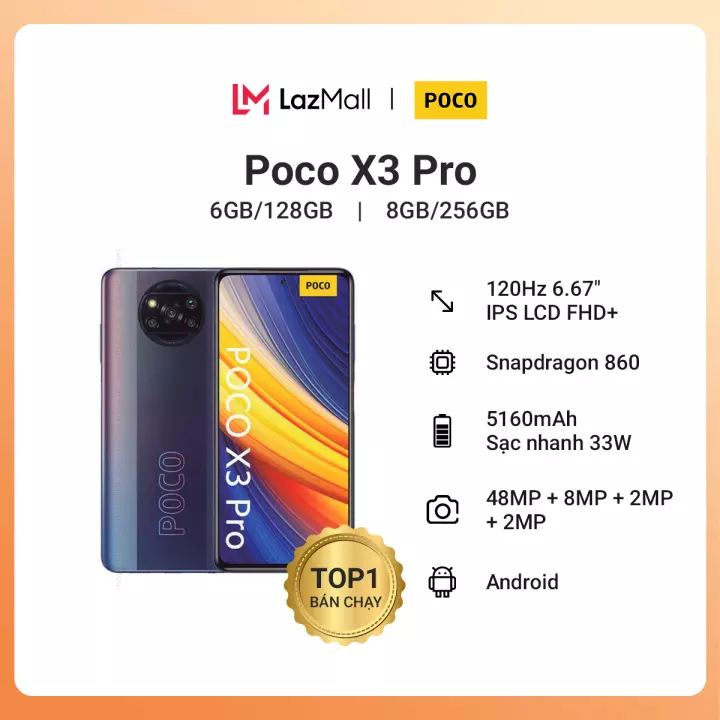 LazMall | POCO
Poco X3 Pro
6GB/128GB | 8GB/256GB
POCO
POCO X3 Pro
POCO
120Hz 6.67"
IPS LCD FHD+
Snapdragon 860
5160mAh
Sạc nhanh 33W
48MP + 8MP + 2MP
+ 2MP
Android
TOP1
BÁN CHẠY